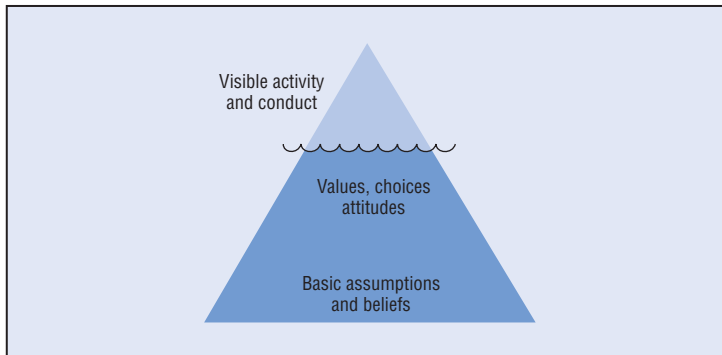 Visible activity
and conduct
Values, choices
attitudes
Basic assumptions
and beliefs